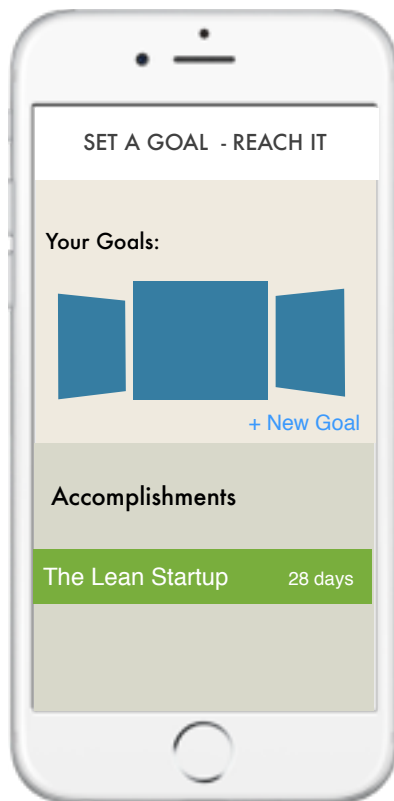 SET A GOAL - REACH IT
Your Goals:
+ New Goal
Accomplishments
The Lean Startup 28 days